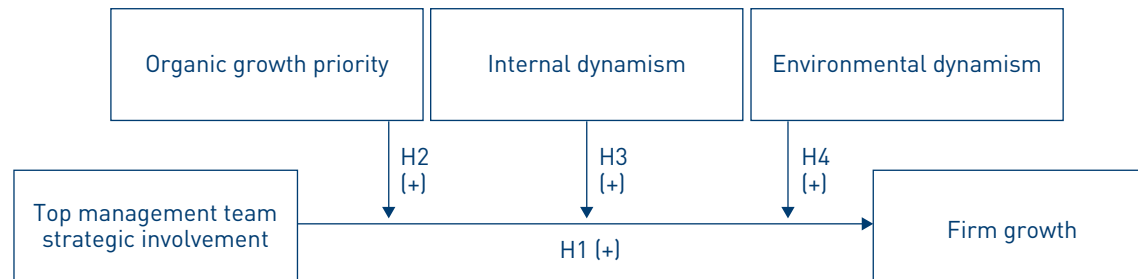 Organic growth priority
Internal dynamism
Environmental dynamism
H2
(+)
H3
(+)
H4
(+)
Top management team
strategic involvement
H1 (+)
Firm growth